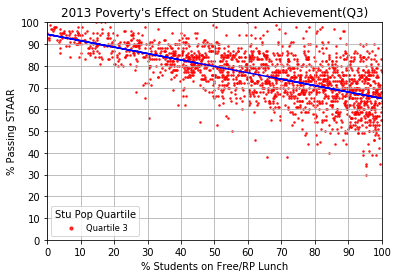 2013 Poverty's Effect on Student Achievement(Q3)
100
90
80
70
60
50
40
30
20
10
0
% Passing STAAR
Stu Pop Quartile
Quartile 3
0 10 20 30 40 50 60 70 80 90 100
% Students on Free/RP Lunch